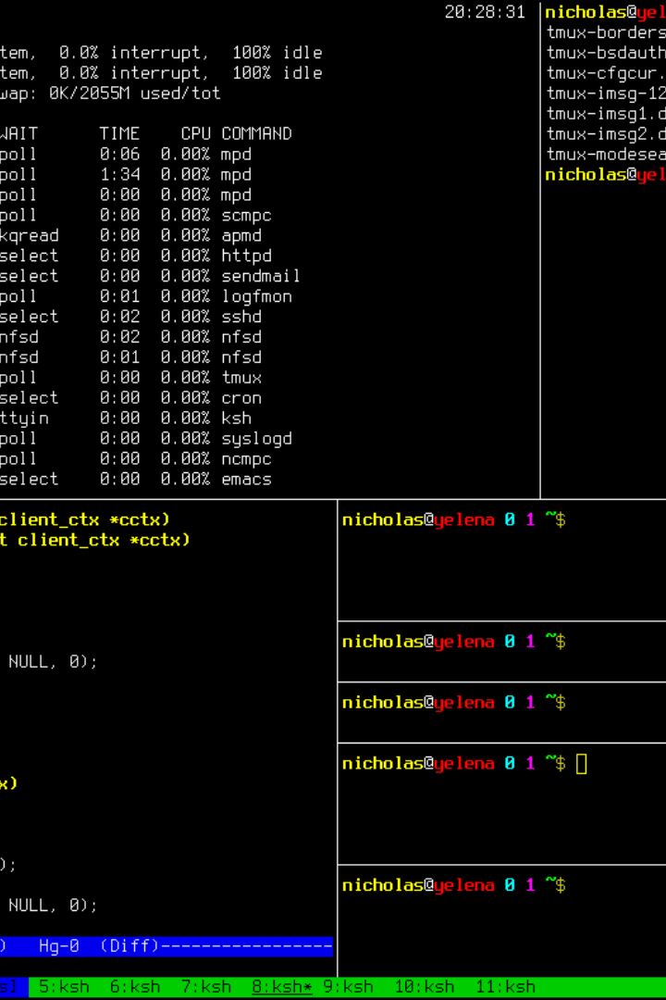 20:28:31
tem, 0.0% interrupt, 100% idle
tem, 0.0% interrupt, 100% idle
wap: 0K/2055M used/tot
WAIT TIME CPU COMMAND
poll 0:06 0.00% mpd
poll 1:34 0.00% mpd
poll 0:00 0.00% mpd
poll 0:00 0.00% scmpc
kqread 0:00 0.00% apmd
select 0:00 0.00% httpd
select 0:00 0.00% sendmail
poll 0:01 0.00% logfmon
select 0:02 0.00% sshd
nfsd 0:02 0.00% nfsd
nfsd 0:01 0.00% nfsd
poll 0:00 0.00% tmux
select 0:00 0.00% cron
ttyin 0:00 0.00% ksh
poll 0:00 0.00% syslogd
poll 0:00 0.00% ncmpc
select 0:00 0.00% emacs
nicholas@yel
tmux-borders
tmux-bsdauth
tmux-cfgcur.
tmux-imsg-12
tmux-imsg1.d
tmux-imsg2.d
tmux-modesea
nicholas@yel
client_ctx *cctx)
t client_ctx *cctx)
NULL, 0);
x)
);
NULL, 0);
) Hg-0 (Diff)-----------------
nicholas@yelena 0 1 ~$
nicholas@yelena 0 1 ~$
nicholas@yelena 0 1 ~$
nicholas@yelena 0 1 ~$
nicholas@yelena 0 1 ~$
s] 5:ksh 6:ksh 7:ksh 8:ksh* 9:ksh 10:ksh 11:ksh